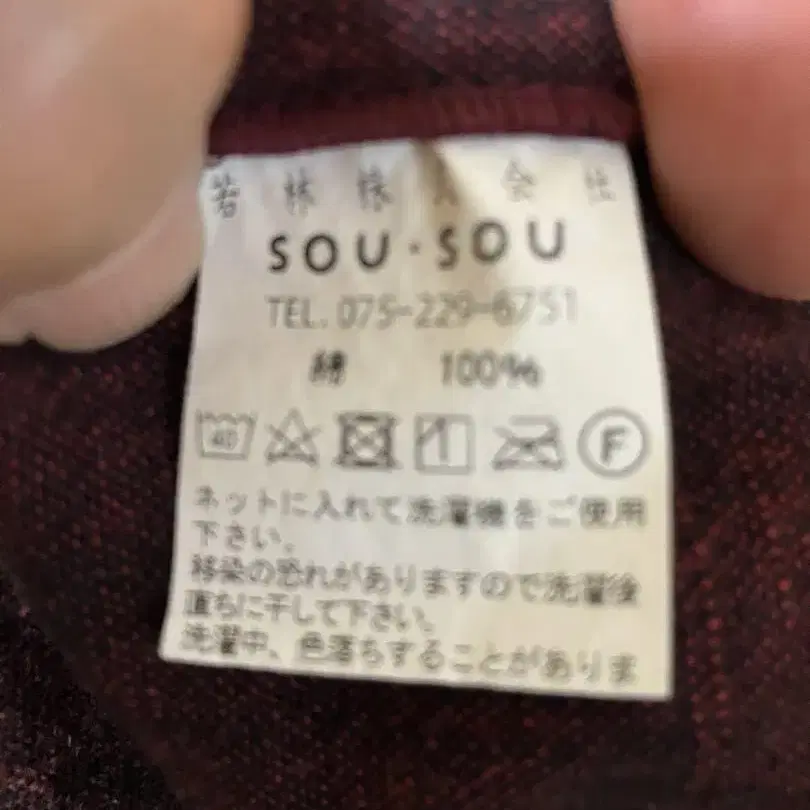 若林株式会社
SOU・SOU
TEL. 075-229-6751
綿 100%
40 F
ネットに入れて洗濯機をご使用
下さい。
移染の恐れがありますので洗濯後
直ちに干して下さい。
洗濯中、色落ちすることがありま